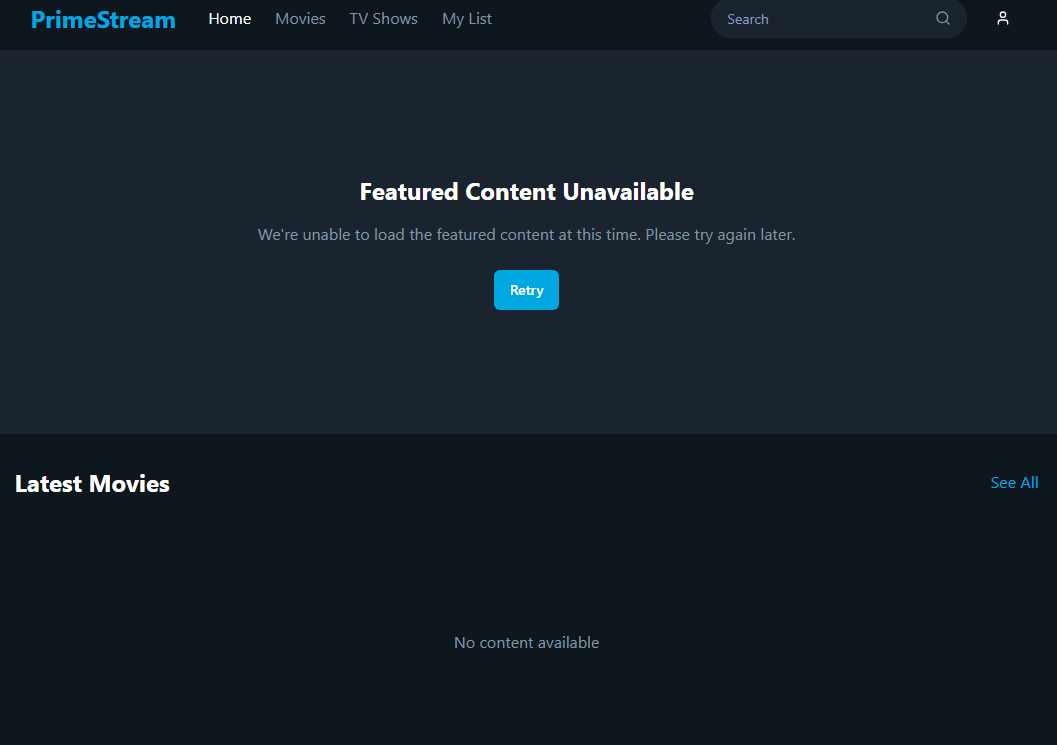 PrimeStream Home Movies TV Shows My List Search
Featured Content Unavailable
We're unable to load the featured content at this time. Please try again later.
Retry
Latest Movies See All
No content available